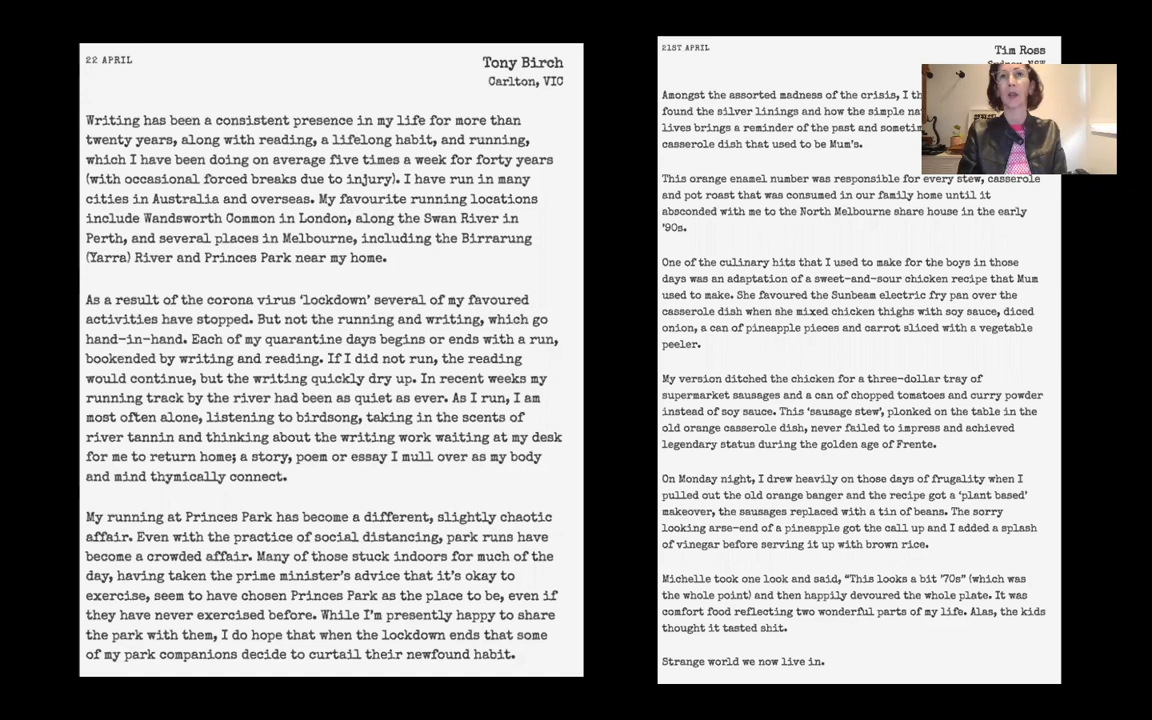 22 APRIL
Tony Birch
Carlton, VIC
Writing has been a consistent presence in my life for more than
twenty years, along with reading, a lifelong habit, and running,
which I have been doing on average five times a week for forty years
(with occasional forced breaks due to injury). I have run in many
cities in Australia and overseas. My favourite running locations
include Wandsworth Common in London, along the Swan River in
Perth, and several places in Melbourne, including the Birrarung
(Yarra) River and Princes Park near my home.
As a result of the corona virus ‘lockdown’ several of my favoured
activities have stopped. But not the running and writing, which go
hand-in-hand. Each of my quarantine days begins or ends with a run,
bookended by writing and reading. If I did not run, the reading
would continue, but the writing quickly dry up. In recent weeks my
running track by the river had been as quiet as ever. As I run, I am
most often alone, listening to birdsong, taking in the scents of
river tannin and thinking about the writing work waiting at my desk
for me to return home; a story, poem or essay I mull over as my body
and mind thymically connect.
My running at Princes Park has become a different, slightly chaotic
affair. Even with the practice of social distancing, park runs have
become a crowded affair. Many of those stuck indoors for much of the
day, having taken the prime minister’s advice that it’s okay to
exercise, seem to have chosen Princes Park as the place to be, even if
they have never exercised before. While I’m presently happy to share
the park with them, I do hope that when the lockdown ends that some
of my park companions decide to curtail their newfound habit.
21ST APRIL
Tim Ross
Amongst the assorted madness of the crisis, I
found the silver linings and how the simple
lives brings a reminder of the past and
casserole dish that used to be Mum’s.
This orange enamel number was responsible for every stew, casserole
and pot roast that was consumed in our family home until it
absconded with me to the North Melbourne share house in the early
’90s.
One of the culinary hits that I used to make for the boys in those
days was an adaptation of a sweet-and-sour chicken recipe that Mum
used to make. She favoured the Sunbeam electric fry pan over the
casserole dish when she mixed chicken thighs with soy sauce, diced
onion, a can of pineapple pieces and carrot sliced with a vegetable
peeler.
My version ditched the chicken for a three-dollar tray of
supermarket sausages and a can of chopped tomatoes and curry powder
instead of soy sauce. This ‘sausage stew’, plonked on the table in the
old orange casserole dish, never failed to impress and achieved
legendary status during the golden age of Frente.
On Monday night, I drew heavily on those days of frugality when I
pulled out the old orange banger and the recipe got a ‘plant based’
makeover, the sausages replaced with a tin of beans. The sorry
looking arse-end of a pineapple got the call up and I added a splash
of vinegar before serving it up with brown rice.
Michelle took one look and said, “This looks a bit ’70s” (which was
the whole point) and then happily devoured the whole plate. It was
comfort food reflecting two wonderful parts of my life. Alas, the kids
thought it tasted shit.
Strange world we now live in.